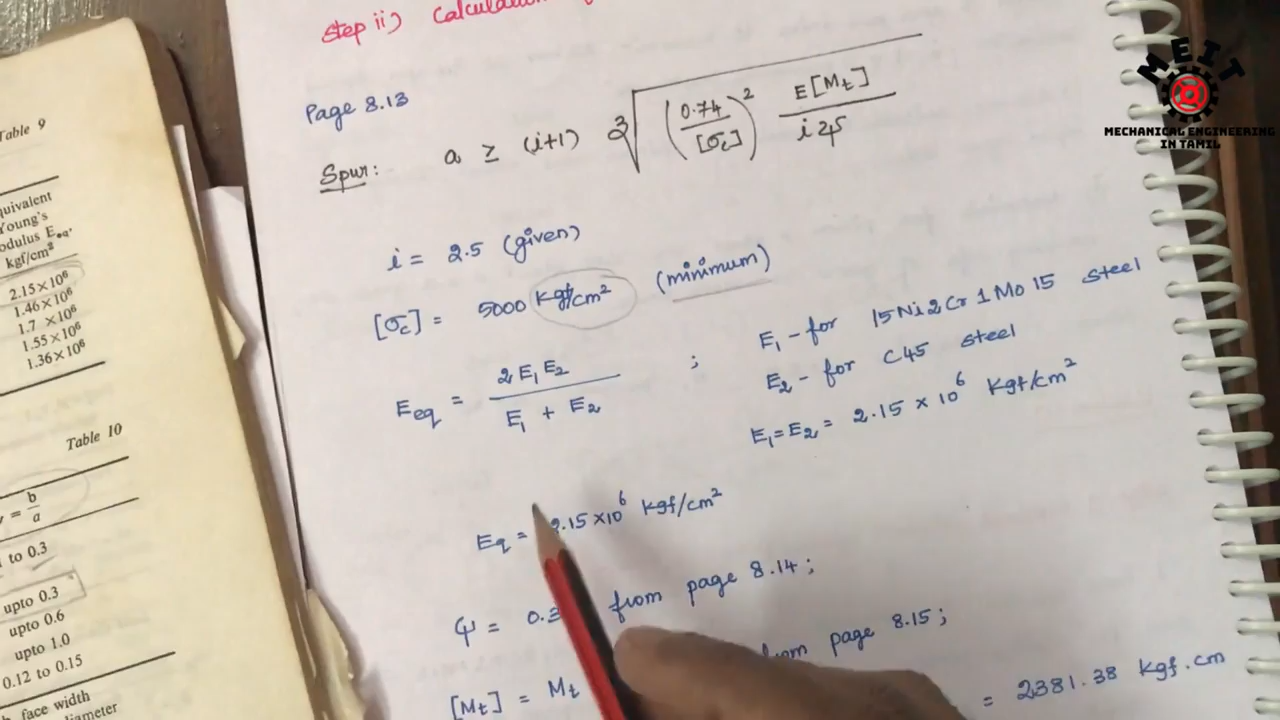 step ii) Calculation
Page 8.13
Spur: a ≥ (i+1) ∛((0.74/[σc])² E[Mt]/iψ)
i = 2.5 (given)
[σc] = 5000 kgf/cm² (minimum)
Eeq = 2E1E2 / E1 + E2 ; E1 - for 15Ni2Cr1Mo15 steel
E2 - for C45 steel
E1 = E2 = 2.15 × 10⁶ kgf/cm²
Eq = 2.15 × 10⁶ kgf/cm²
ψ = 0.3 from page 8.14;
from page 8.15;
[Mt] = Mt = 2381.38 kgf.cm
Table 9
quivalent
Young's
odulus Eeq,
kgf/cm²
2.15×10⁶
1.46×10⁶
1.7 ×10⁶
1.55×10⁶
1.36×10⁶
Table 10
= b/a
to 0.3
upto 0.3
upto 0.6
upto 1.0
0.12 to 0.15
face width
diameter
MEIT
MECHANICAL ENGINEERING
IN TAMIL